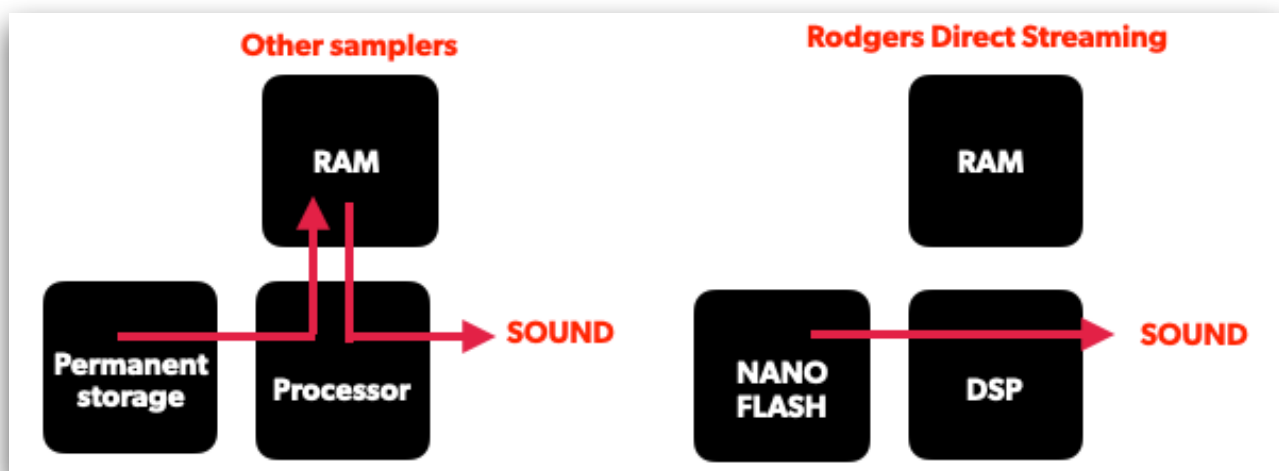 Other samplers
RAM
Permanent
storage
Processor
SOUND
Rodgers Direct Streaming
RAM
NANO
FLASH
DSP
SOUND